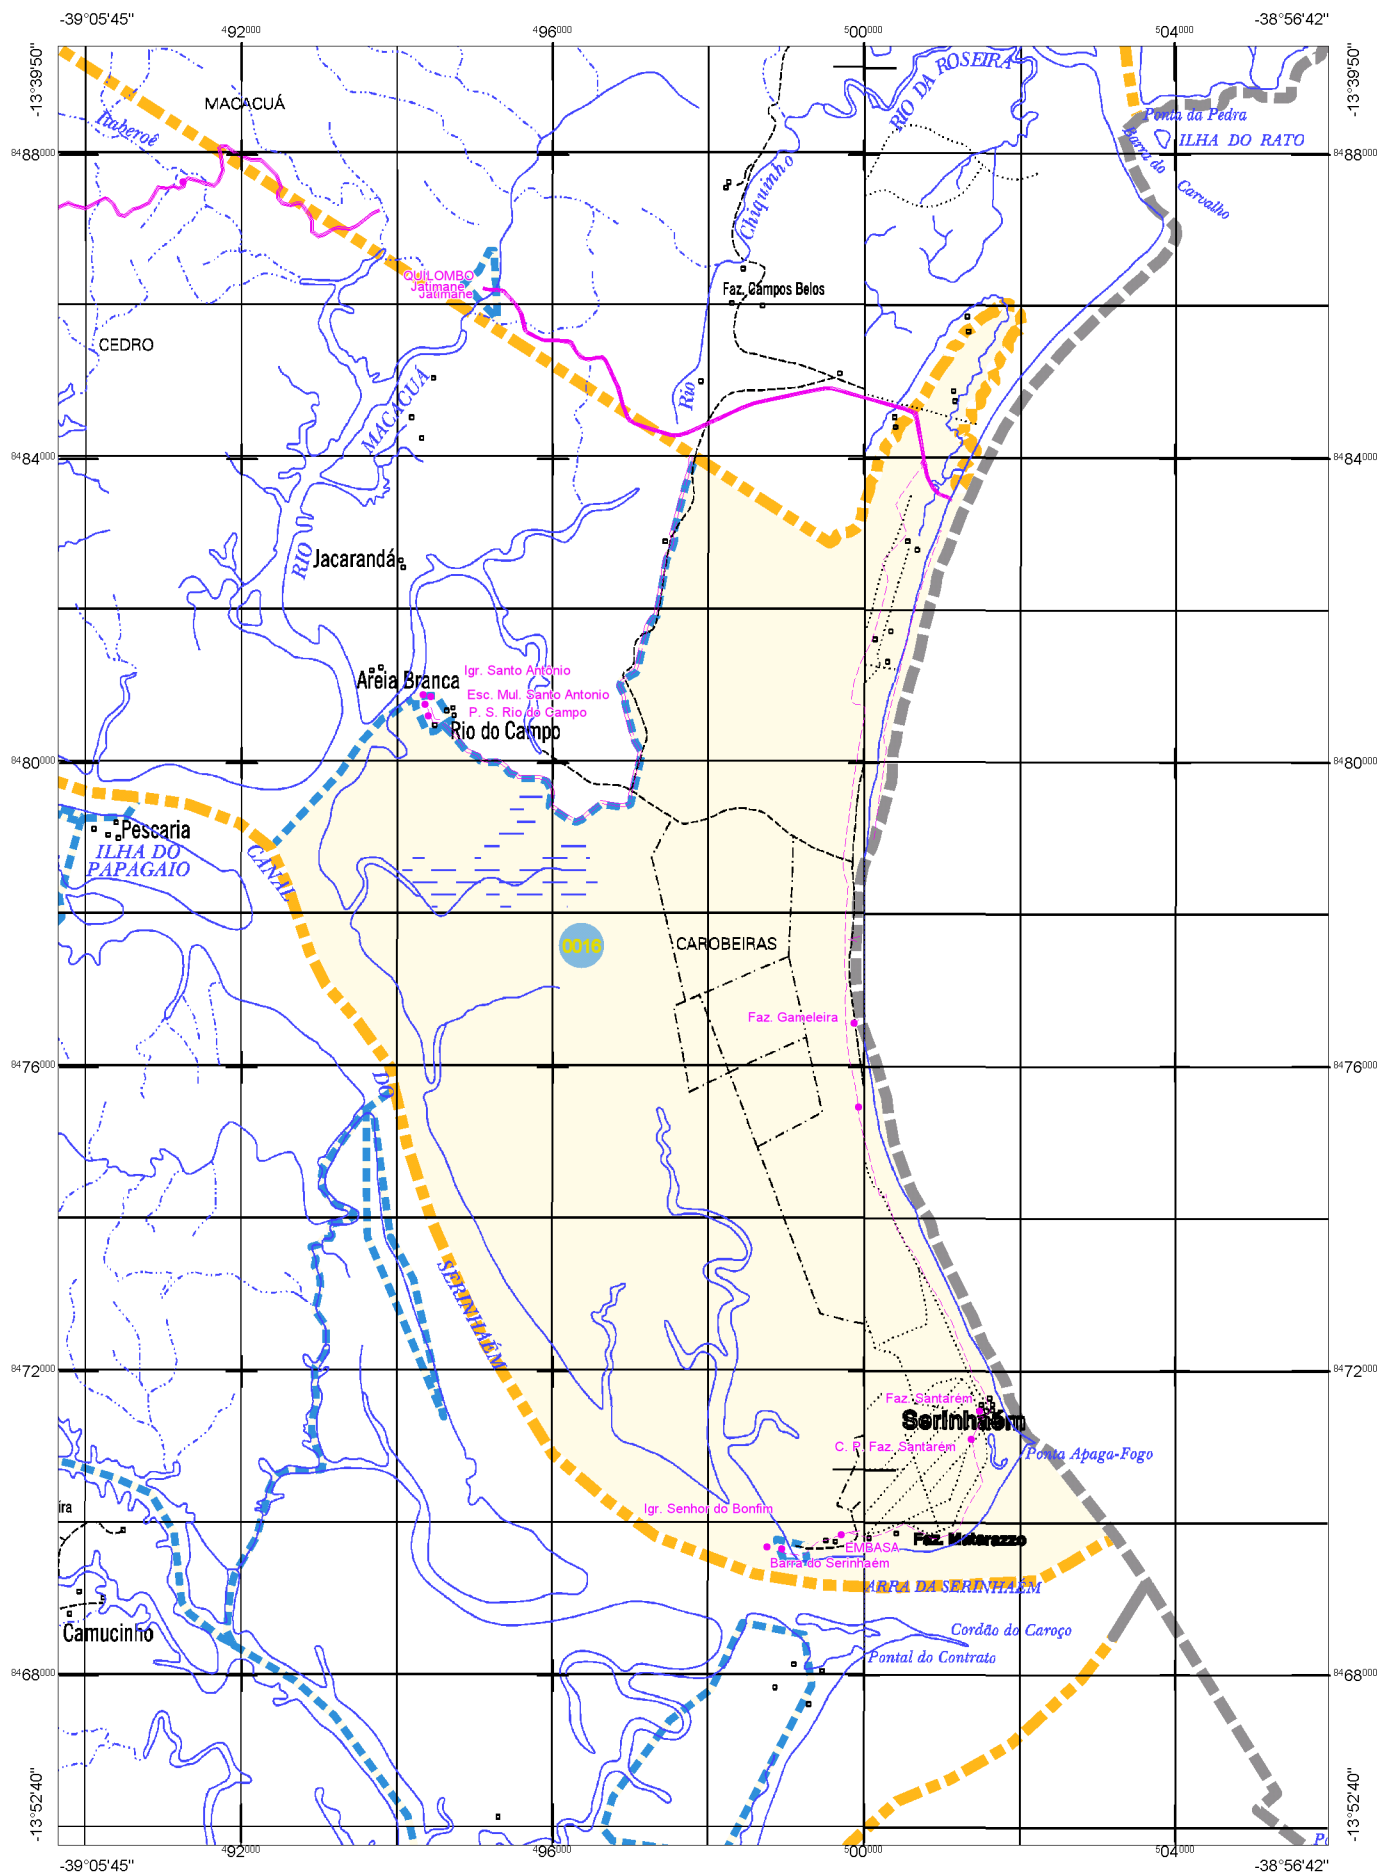 -39°05'45"
-38°56'42"
492000
496000
500000
504000
-13°39'50"
-13°39'50"
MACACUÁ
RIO DA ROSEIRA
Itaberoê
Ponta da Pedra
ILHA DO RATO
Barra do Carvalho
8488000
8488000
Chiquinho
QUILOMBO
Jatimane
Jatimane
Faz. Campos Belos
CEDRO
MACACUÁ
Rio
8484000
8484000
RIO
Jacarandá
Igr. Santo Antônio
Areia Branca
Esc. Mul. Santo Antonio
P. S. Rio do Campo
Rio do Campo
8480000
8480000
Pescaria
ILHA DO
PAPAGAIO
CANAL
0016
CAROBEIRAS
Faz. Gameleira
8476000
8476000
DO
SERINHAÉM
8472000
8472000
Faz. Santarém
Serinhaém
C. P. Faz. Santarém
Ponta Apaga-Fogo
ira
Igr. Senhor do Bonfim
Faz. Matarazzo
EMBASA
Barra do Serinhaém
ARRA DA SERINHAÉM
Camucinho
Cordão do Caroço
Pontal do Contrato
8468000
8468000
-13°52'40"
-13°52'40"
Po
492000
496000
500000
504000
-39°05'45"
-38°56'42"